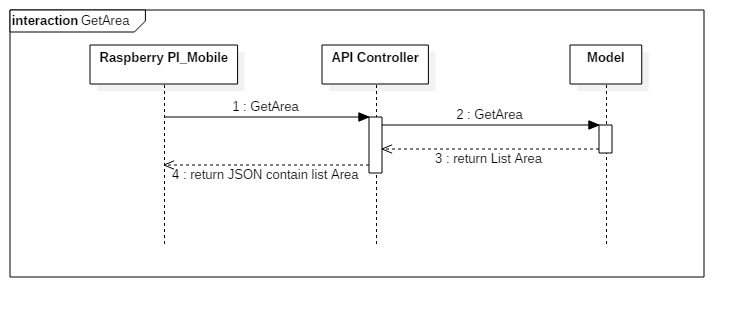 interaction GetArea
Raspberry PI_Mobile
API Controller
Model
1 : GetArea
2 : GetArea
3 : return List Area
4 : return JSON contain list Area